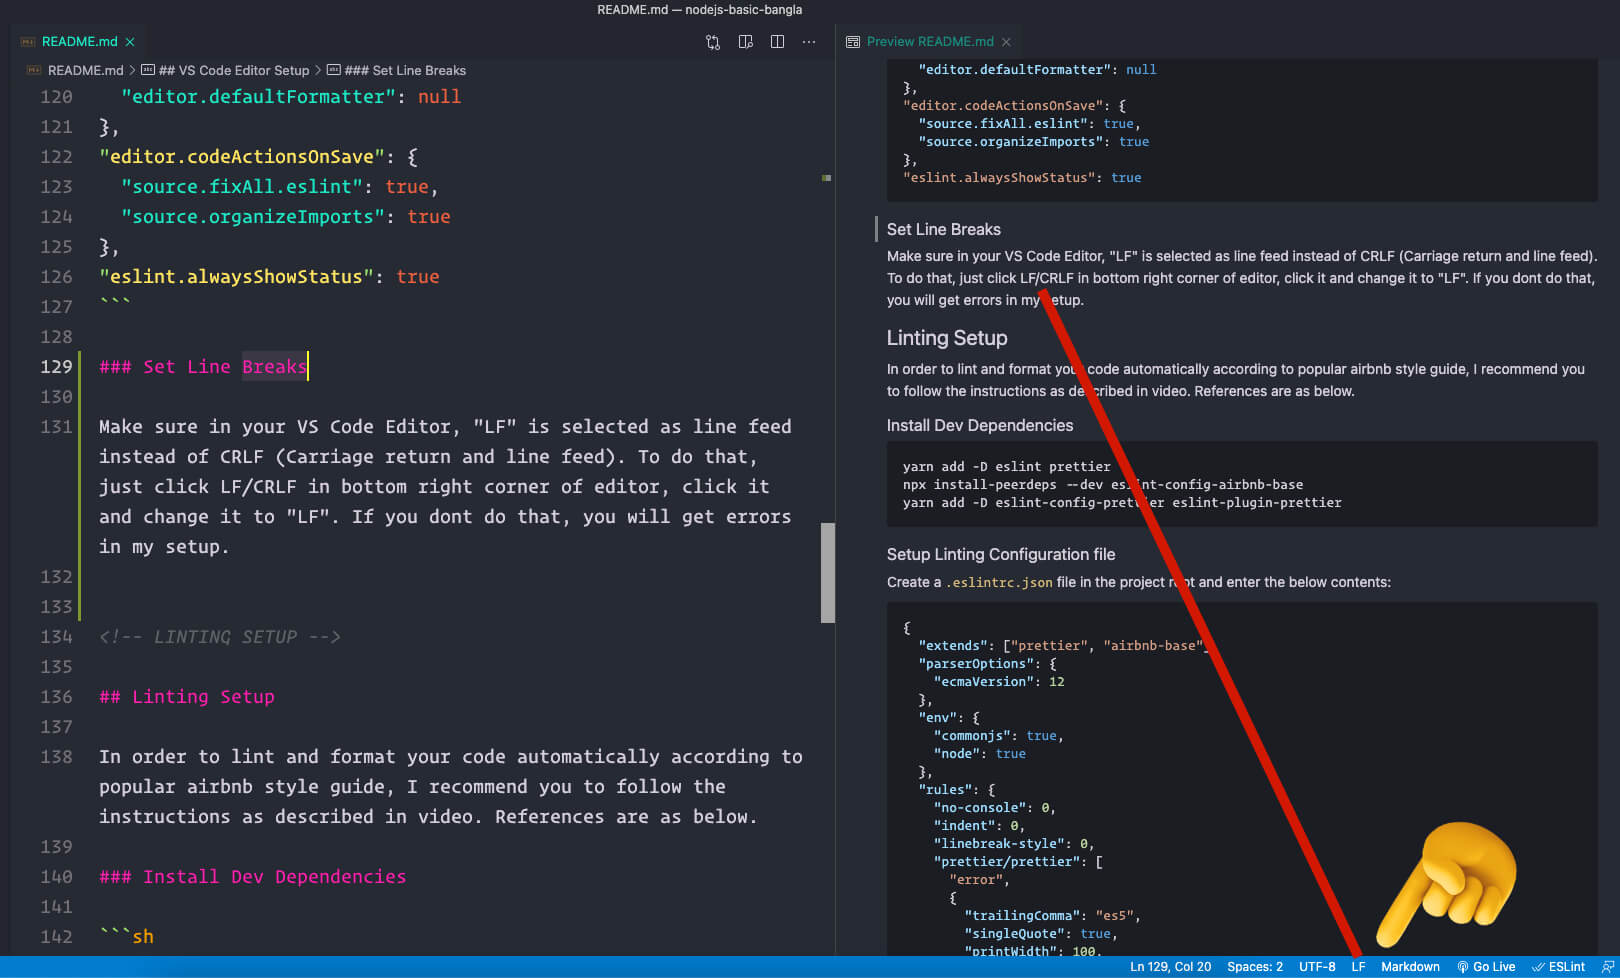 README.md — nodejs-basic-bangla
README.md
Preview README.md
README.md > ## VS Code Editor Setup > ### Set Line Breaks
120 "editor.defaultFormatter": null
121 },
122 "editor.codeActionsOnSave": {
123 "source.fixAll.eslint": true,
124 "source.organizeImports": true
125 },
126 "eslint.alwaysShowStatus": true
127 ```
128
129 ### Set Line Breaks
130
131 Make sure in your VS Code Editor, "LF" is selected as line feed
instead of CRLF (Carriage return and line feed). To do that,
just click LF/CRLF in bottom right corner of editor, click it
and change it to "LF". If you dont do that, you will get errors
in my setup.
132
133
134 <!-- LINTING SETUP -->
135
136 ## Linting Setup
137
138 In order to lint and format your code automatically according to
popular airbnb style guide, I recommend you to follow the
instructions as described in video. References are as below.
139
140 ### Install Dev Dependencies
141
142 ```sh
"editor.defaultFormatter": null
},
"editor.codeActionsOnSave": {
"source.fixAll.eslint": true,
"source.organizeImports": true
},
"eslint.alwaysShowStatus": true
Set Line Breaks
Make sure in your VS Code Editor, "LF" is selected as line feed instead of CRLF (Carriage return and line feed).
To do that, just click LF/CRLF in bottom right corner of editor, click it and change it to "LF". If you dont do that,
you will get errors in my setup.
Linting Setup
In order to lint and format your code automatically according to popular airbnb style guide, I recommend you
to follow the instructions as described in video. References are as below.
Install Dev Dependencies
yarn add -D eslint prettier
npx install-peerdeps --dev eslint-config-airbnb-base
yarn add -D eslint-config-prettier eslint-plugin-prettier
Setup Linting Configuration file
Create a .eslintrc.json file in the project root and enter the below contents:
{
"extends": ["prettier", "airbnb-base"],
"parserOptions": {
"ecmaVersion": 12
},
"env": {
"commonjs": true,
"node": true
},
"rules": {
"no-console": 0,
"indent": 0,
"linebreak-style": 0,
"prettier/prettier": [
"error",
{
"trailingComma": "es5",
"singleQuote": true,
"printWidth": 100,
Ln 129, Col 20 Spaces: 2 UTF-8 LF Markdown Go Live ESLint